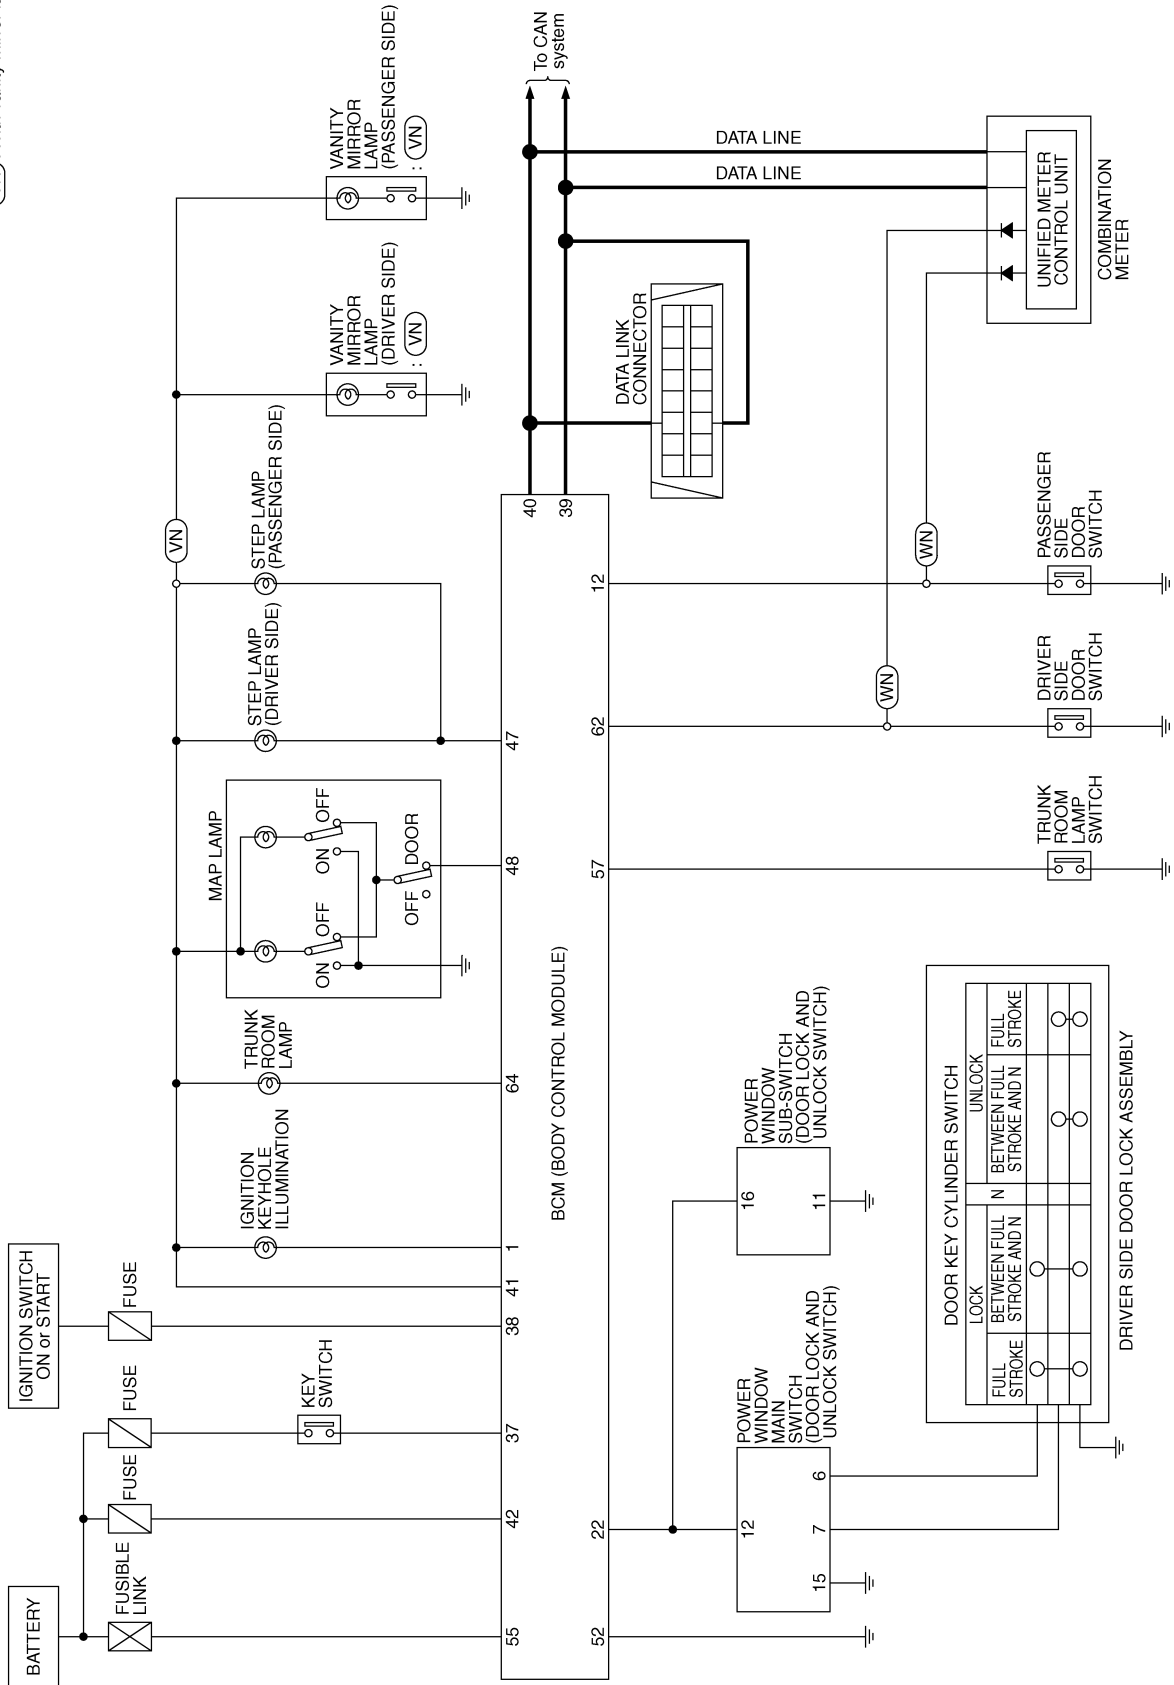 BATTERY
IGNITION SWITCH
ON or START
FUSIBLE
LINK
FUSE
FUSE
FUSE
KEY
SWITCH
IGNITION
KEYHOLE
ILLUMINATION
TRUNK
ROOM
LAMP
MAP LAMP
ON
OFF
ON
OFF
OFF
DOOR
STEP LAMP
(DRIVER SIDE)
STEP LAMP
(PASSENGER SIDE)
VN
VANITY
MIRROR
LAMP
(DRIVER SIDE)
: VN
VANITY
MIRROR
LAMP
(PASSENGER SIDE)
: VN
55
42
37
38
41
1
64
48
47
40
39
BCM (BODY CONTROL MODULE)
52
22
57
62
12
To CAN
system
DATA LINK
CONNECTOR
DATA LINE
DATA LINE
POWER
WINDOW
MAIN
SWITCH
(DOOR LOCK AND
UNLOCK SWITCH)
12
15
7
6
POWER
WINDOW
SUB-SWITCH
(DOOR LOCK AND
UNLOCK SWITCH)
16
11
WN
WN
DOOR KEY CYLINDER SWITCH
LOCK
N
UNLOCK
FULL
STROKE
BETWEEN FULL
STROKE AND N
BETWEEN FULL
STROKE AND N
FULL
STROKE
DRIVER SIDE DOOR LOCK ASSEMBLY
TRUNK
ROOM
LAMP
SWITCH
DRIVER
SIDE
DOOR
SWITCH
PASSENGER
SIDE
DOOR
SWITCH
UNIFIED METER
CONTROL UNIT
COMBINATION
METER